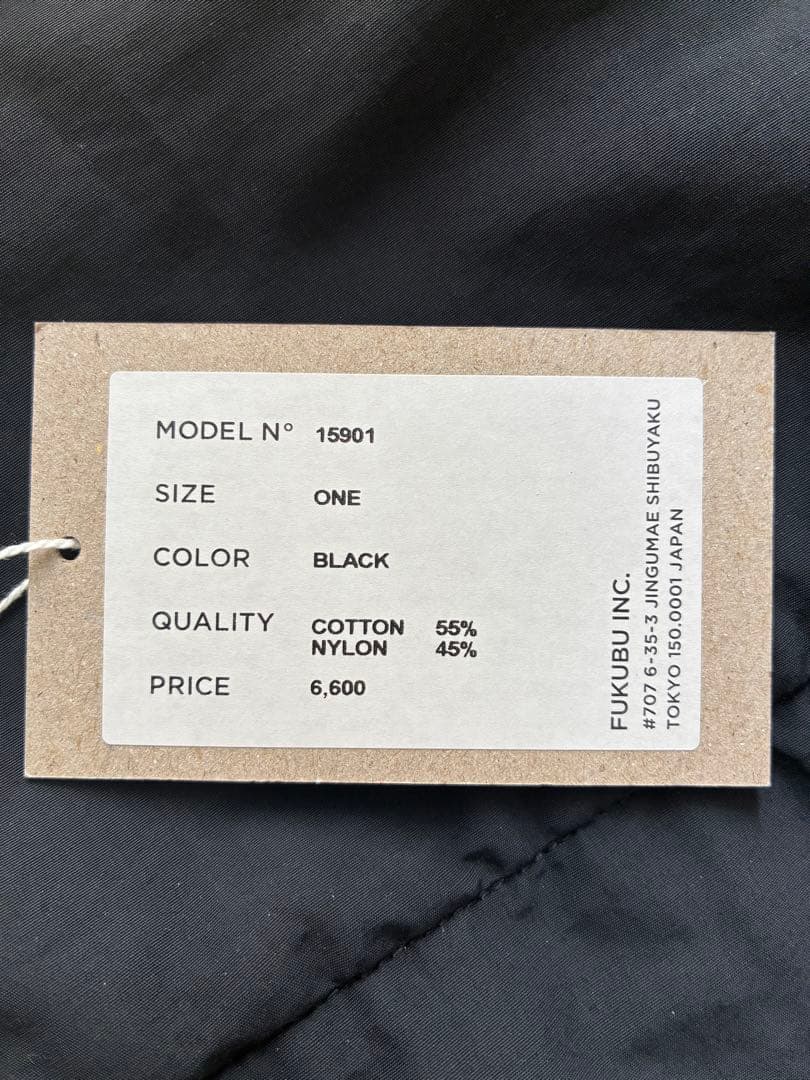 MODEL Nº 15901
SIZE ONE
COLOR BLACK
QUALITY COTTON 55%
NYLON 45%
PRICE 6,600
FUKUBU INC.
#707 6-35-3 JINGUMAE SHIBUYAKU
TOKYO 150.0001 JAPAN